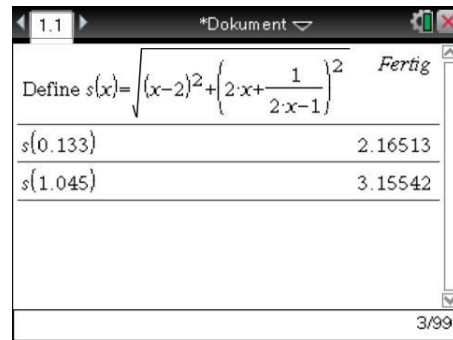 1.1 *Dokument
Define s(x)=√((x−2)²+(2·x+1/(2·x−1))²) Fertig
s(0.133) 2.16513
s(1.045) 3.15542
3/99